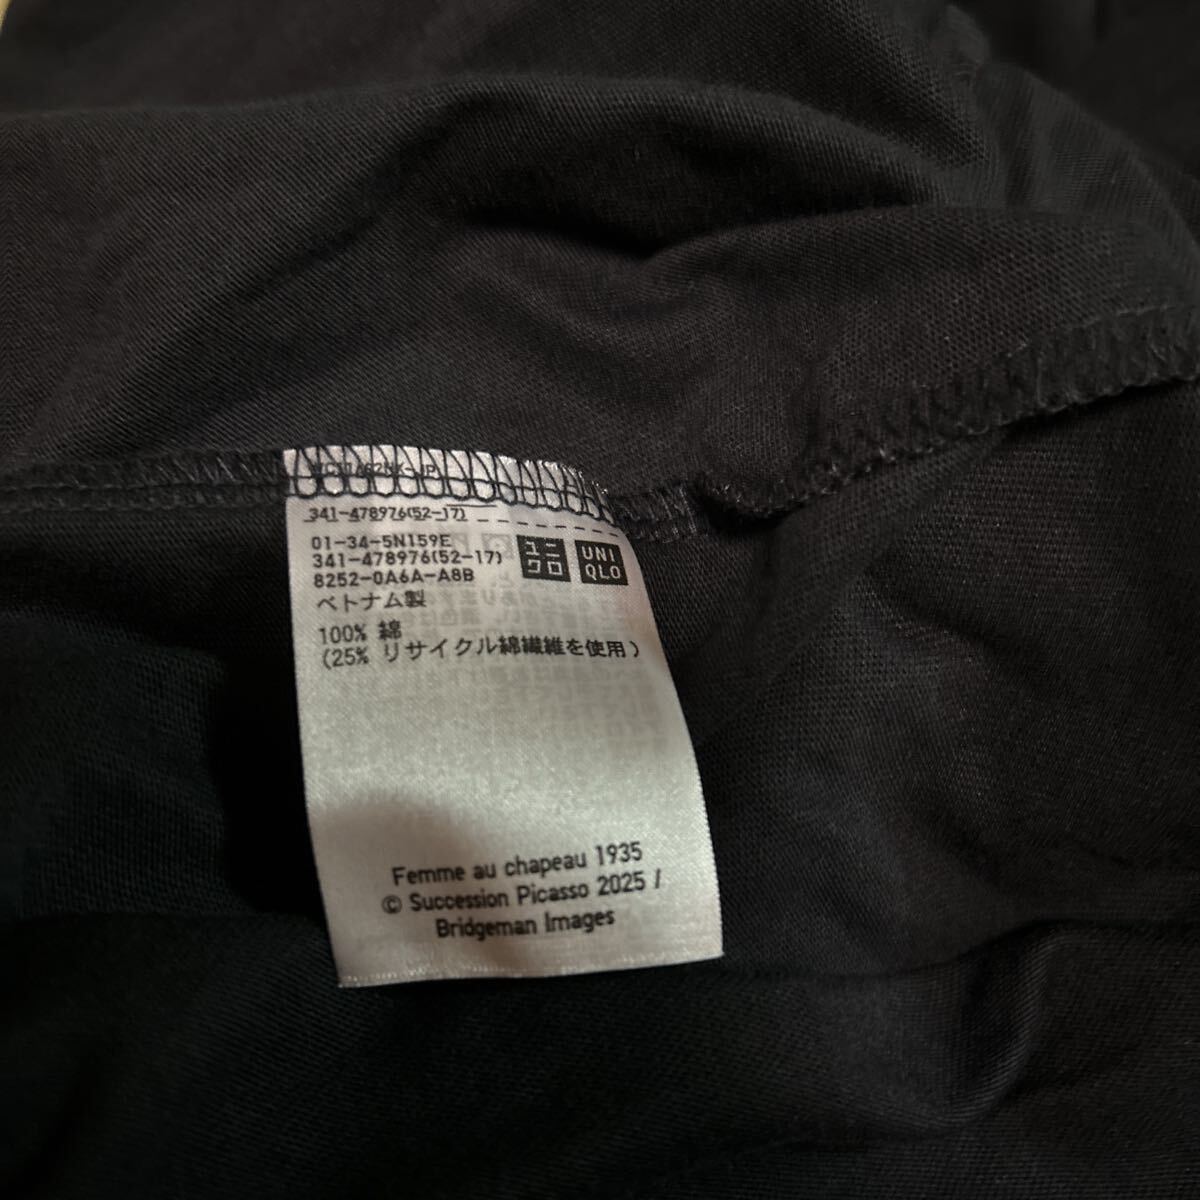 341-478976(52-17)
01-34-5N159E
341-478976(52-17)
8252-0A6A-A8B
ユニ
クロ
UNI
QLO
ベトナム製
100% 綿
(25% リサイクル綿繊維を使用)
Femme au chapeau 1935
© Succession Picasso 2025 /
Bridgeman Images